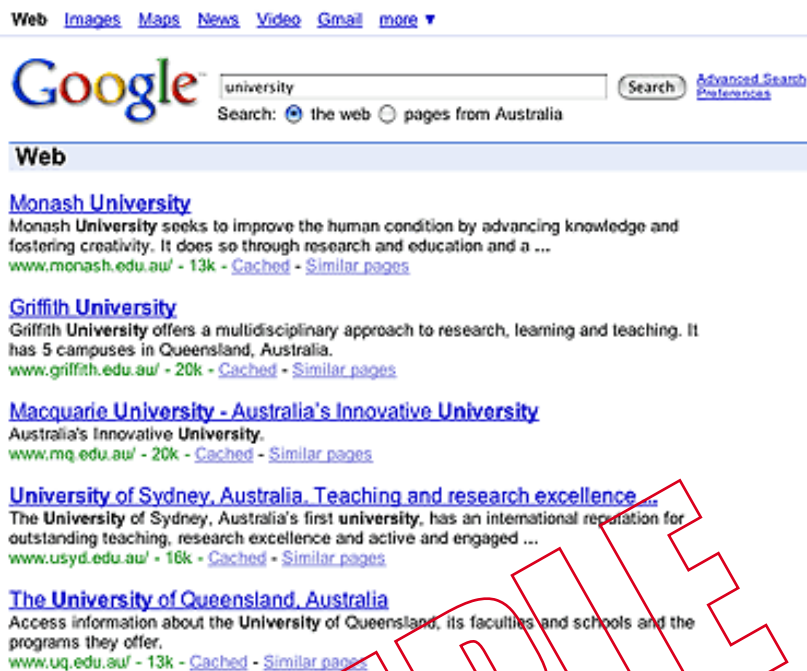 Web Images Maps News Video Gmail more ▼
Google™ university Search Advanced Search
Preferences
Search: the web pages from Australia
Web
Monash University
Monash University seeks to improve the human condition by advancing knowledge and
fostering creativity. It does so through research and education and a ...
www.monash.edu.au/ - 13k - Cached - Similar pages
Griffith University
Griffith University offers a multidisciplinary approach to research, learning and teaching. It
has 5 campuses in Queensland, Australia.
www.griffith.edu.au/ - 20k - Cached - Similar pages
Macquarie University - Australia's Innovative University
Australia's Innovative University.
www.mq.edu.au/ - 20k - Cached - Similar pages
University of Sydney, Australia. Teaching and research excellence ...
The University of Sydney, Australia's first university, has an international reputation for
outstanding teaching, research excellence and active and engaged ...
www.usyd.edu.au/ - 16k - Cached - Similar pages
The University of Queensland, Australia
Access information about the University of Queensland, its faculties and schools and the
programs they offer.
www.uq.edu.au/ - 13k - Cached - Similar pages